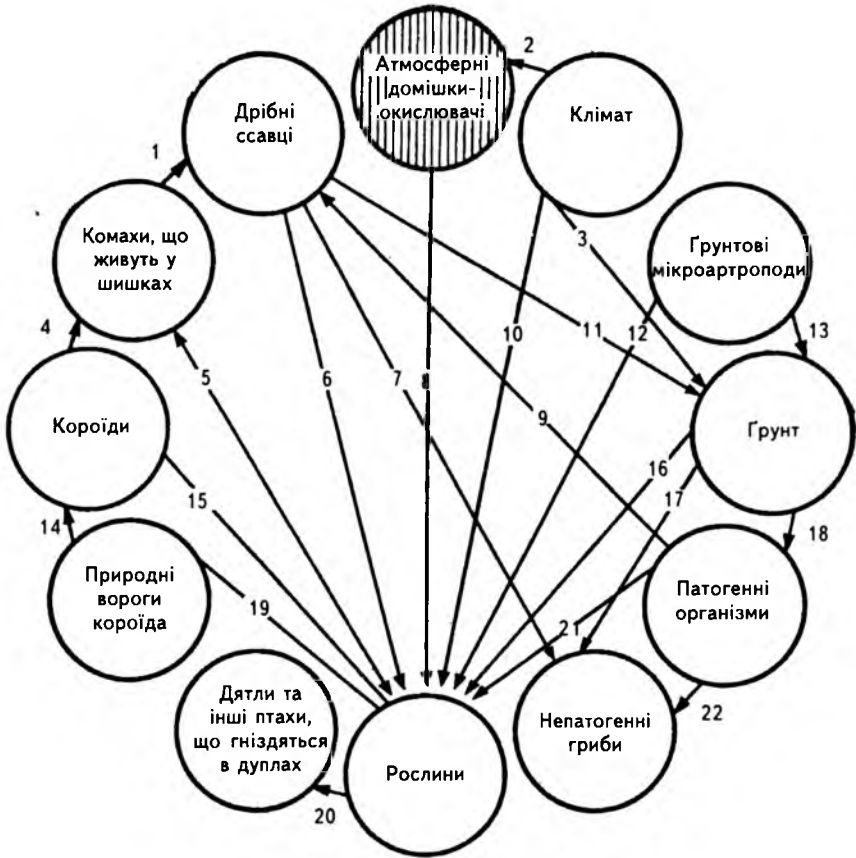 Атмосферні
домішки-
окислювачі
2
Клімат
Дрібні
ссавці
1
Комахи, що
живуть у
шишках
3
Ґрунтові
мікроартроподи
4
5
6
7
8
10
11
12
13
9
Короїди
Ґрунт
14
15
16
17
18
Природні
вороги
короїда
19
Патогенні
організми
21
Дятли та
інші птахи,
що гніздяться
в дуплах
20
Рослини
Непатогенні
гриби
22